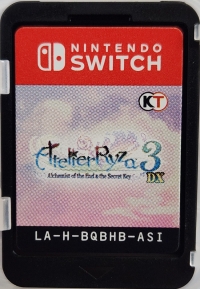 NINTENDO
SWITCH
KT
Atelier Ryza 3
Alchemist of the End & the Secret Key
DX
LA-H-BQBHB-ASI